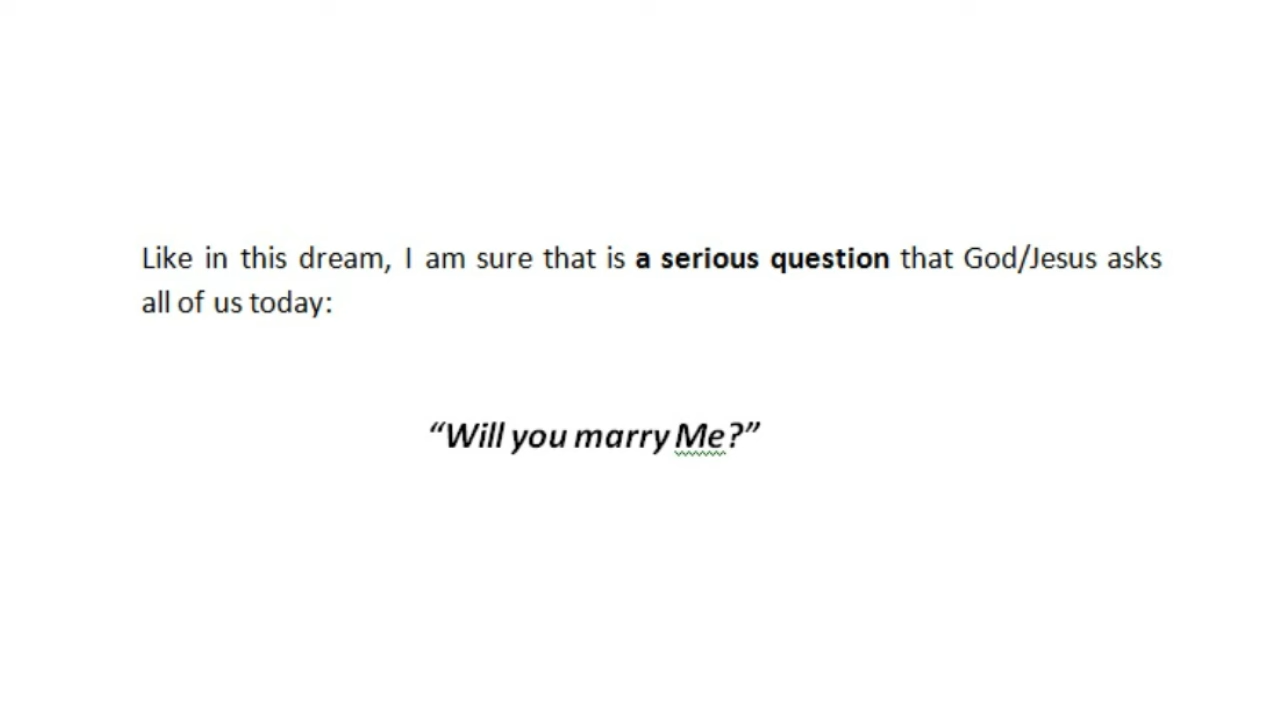 Like in this dream, I am sure that is a serious question that God/Jesus asks
all of us today:
“Will you marry Me?”